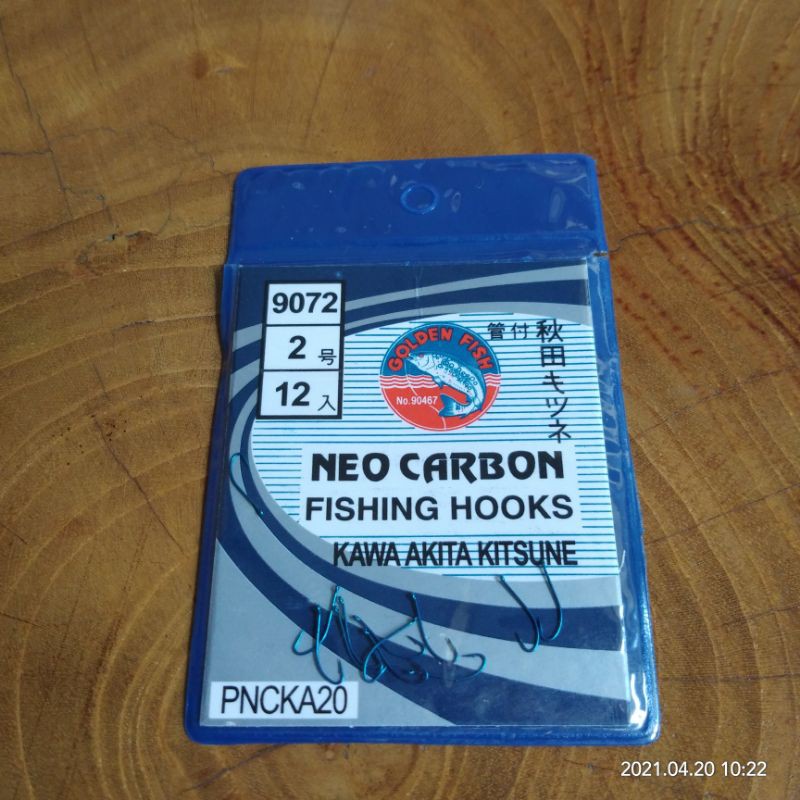 9072
2 号
12 入
GOLDEN FISH
No.90467
管付
秋田キツネ
NEO CARBON
FISHING HOOKS
KAWA AKITA KITSUNE
PNCKA20
2021.04.20 10:22